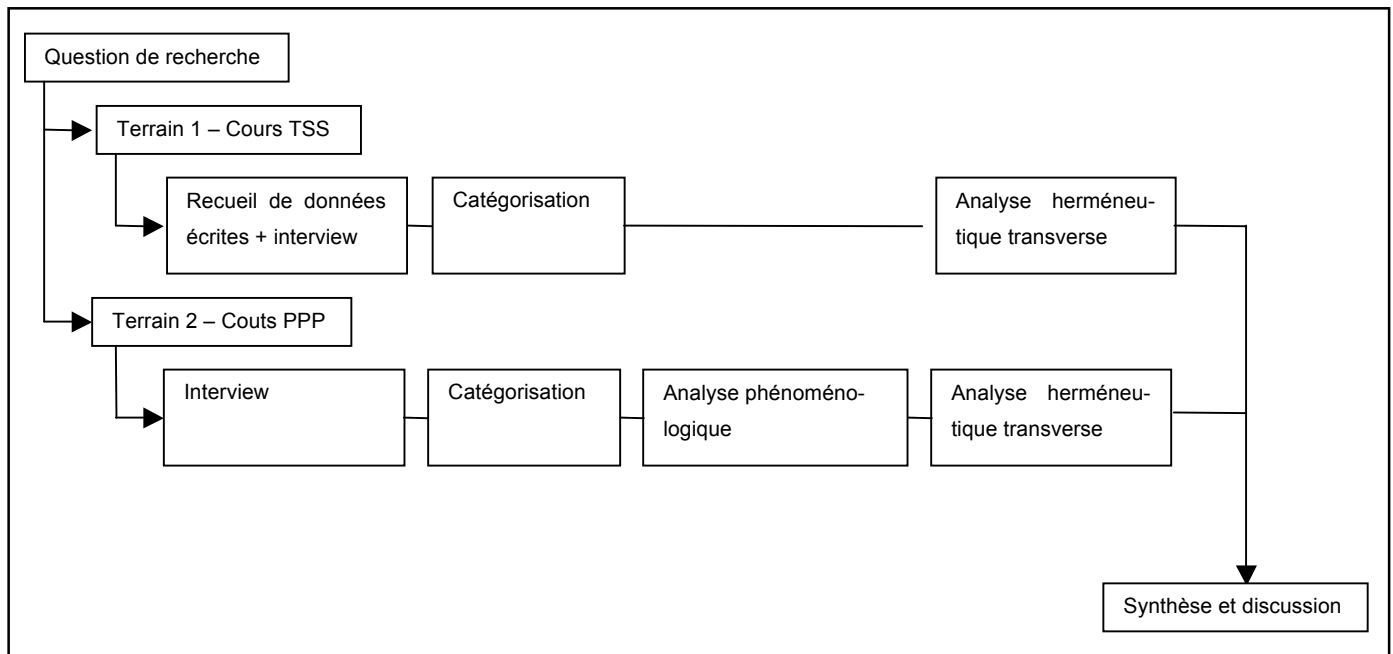 Question de recherche
Terrain 1 – Cours TSS
Recueil de données
écrites + interview
Catégorisation
Analyse herméneu-
tique transverse
Terrain 2 – Couts PPP
Interview
Catégorisation
Analyse phénoméno-
logique
Analyse herméneu-
tique transverse
Synthèse et discussion